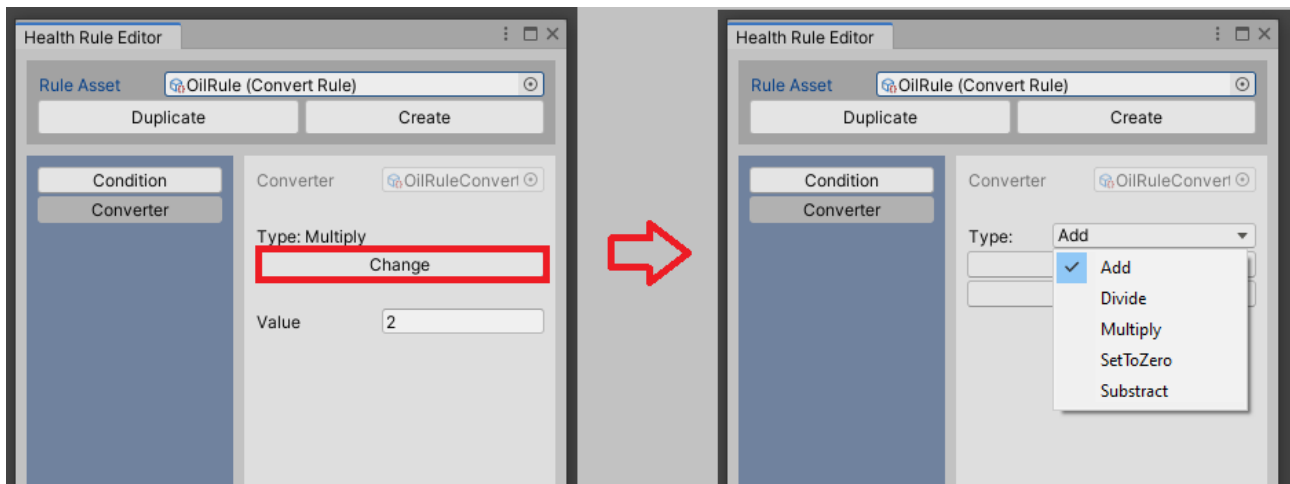 Health Rule Editor
Rule Asset OilRule (Convert Rule)
Duplicate Create
Condition
Converter
Converter OilRuleConvert
Type: Multiply
Change
Value 2
Health Rule Editor
Rule Asset OilRule (Convert Rule)
Duplicate Create
Condition
Converter
Converter OilRuleConvert
Type: Add
Add
Divide
Multiply
SetToZero
Substract